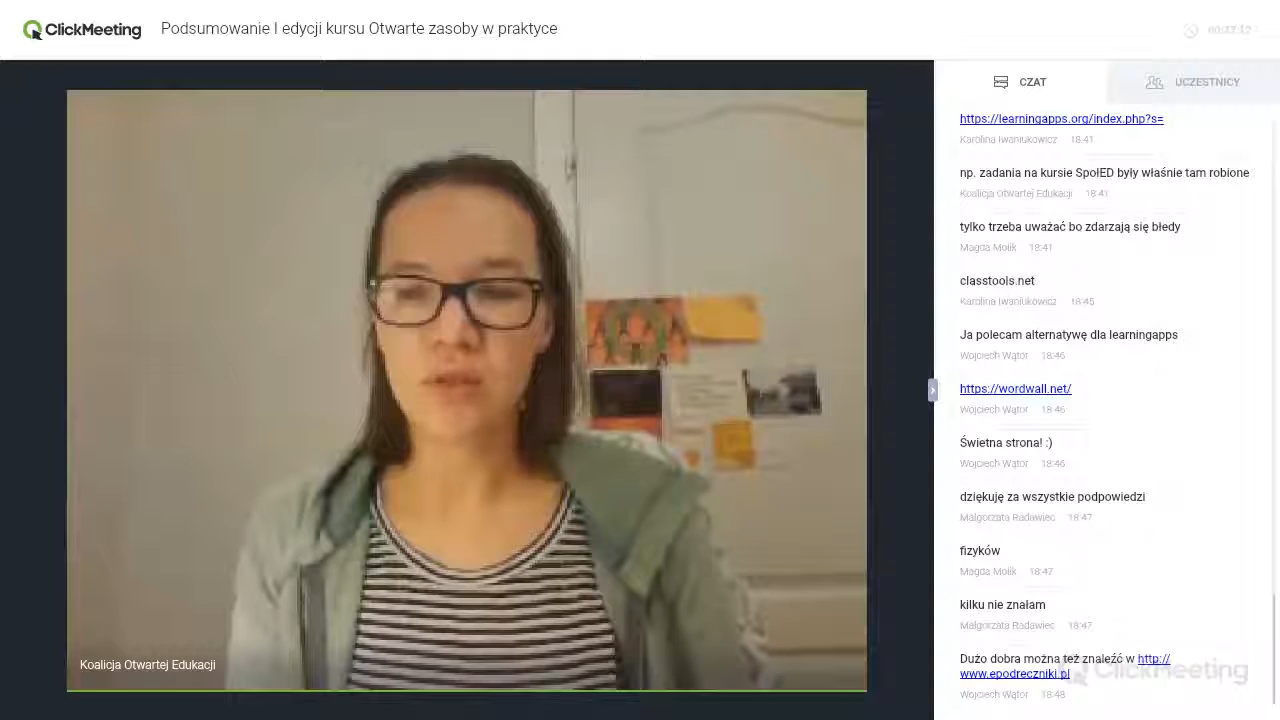 ClickMeeting
Podsumowanie I edycji kursu Otwarte zasoby w praktyce
CZAT
UCZESTNICY
https://learningapps.org/index.php?s=
Karolina Iwaniukowicz 18:41
np. zadania na kursie SpołED były właśnie tam robione
Koalicja Otwartej Edukacji 18:41
tylko trzeba uważać bo zdarzają się błedy
Magda Molik 18:41
classtools.net
Karolina Iwaniukowicz 18:45
Ja polecam alternatywę dla learningapps
Wojciech Wątor 18:46
https://wordwall.net/
Wojciech Wątor 18:46
Świetna strona! :)
Wojciech Wątor 18:46
dziękuję za wszystkie podpowiedzi
Małgorzata Radawiec 18:47
fizyków
Magda Molik 18:47
kilku nie znałam
Małgorzata Radawiec 18:47
Dużo dobra można też znaleźć w http://
www.epodreczniki.pl
Wojciech Wątor 18:48
Koalicja Otwartej Edukacji
ClickMeeting